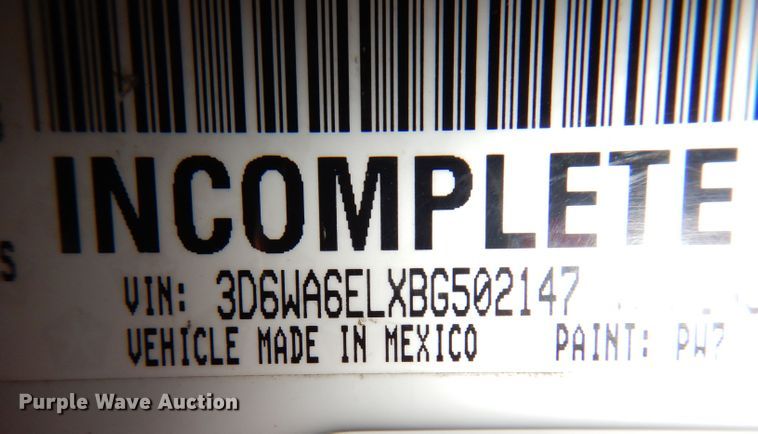 INCOMPLETE
S
VIN: 3D6WA6ELXBG502147
VEHICLE MADE IN MEXICO PAINT: PW7
Purple Wave Auction